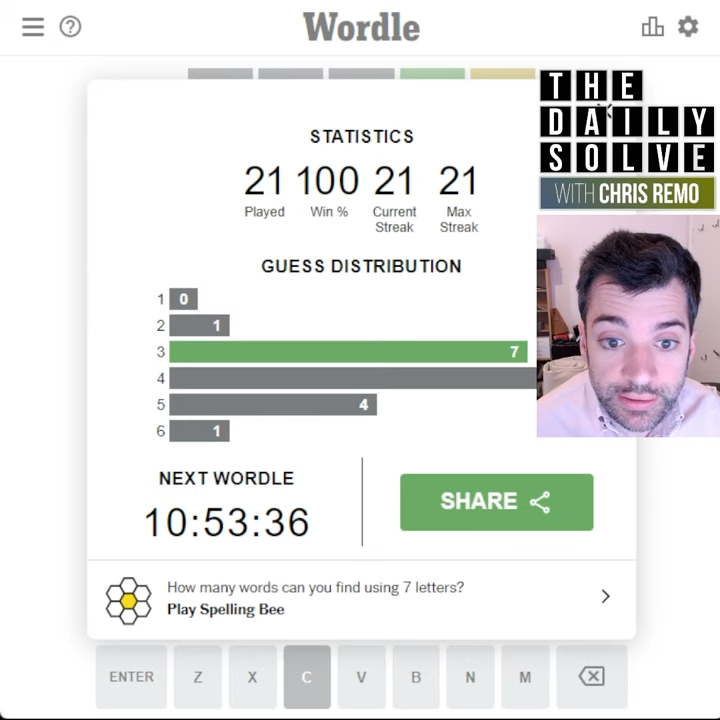 Wordle
THE
DAILY
SOLVE
WITH CHRIS REMO
STATISTICS
21 100 21 21
Played Win % Current Streak Max Streak
GUESS DISTRIBUTION
1 0
2 1
3 7
4
5 4
6 1
NEXT WORDLE
10:53:36
SHARE
How many words can you find using 7 letters?
Play Spelling Bee
ENTER Z X C V B N M